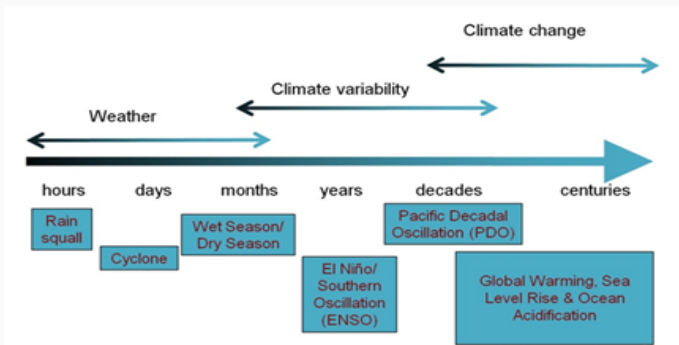 Climate change
Climate variability
Weather
hours days months years decades centuries
Rain
squall
Cyclone
Wet Season/
Dry Season
El Niño/
Southern
Oscillation
(ENSO)
Pacific Decadal
Oscillation (PDO)
Global Warming, Sea
Level Rise & Ocean
Acidification